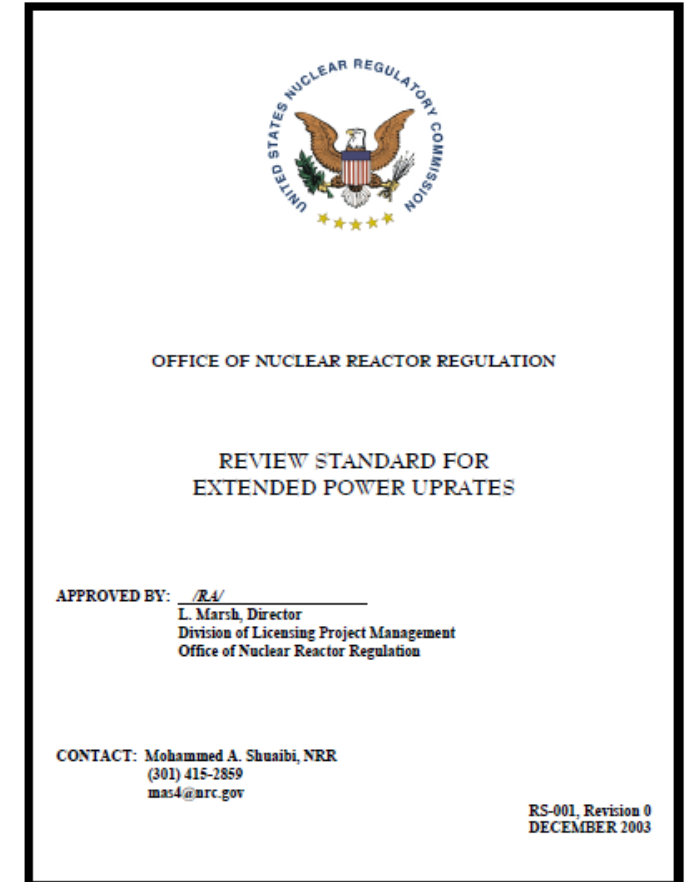 UNITED STATES NUCLEAR REGULATORY COMMISSION
OFFICE OF NUCLEAR REACTOR REGULATION
REVIEW STANDARD FOR
EXTENDED POWER UPRATES
APPROVED BY: /RA/
L. Marsh, Director
Division of Licensing Project Management
Office of Nuclear Reactor Regulation
CONTACT: Mohammed A. Shuaibi, NRR
(301) 415-2859
mas4@nrc.gov
RS-001, Revision 0
DECEMBER 2003